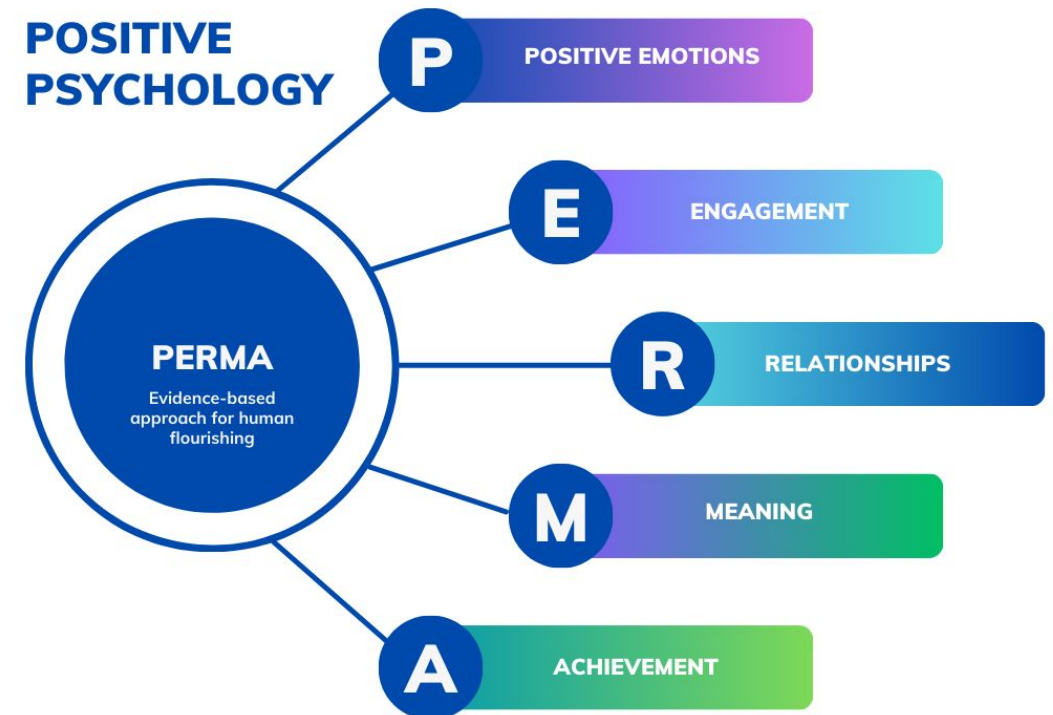 POSITIVE
PSYCHOLOGY
P
POSITIVE EMOTIONS
E
ENGAGEMENT
PERMA
Evidence-based
approach for human
flourishing
R
RELATIONSHIPS
M
MEANING
A
ACHIEVEMENT